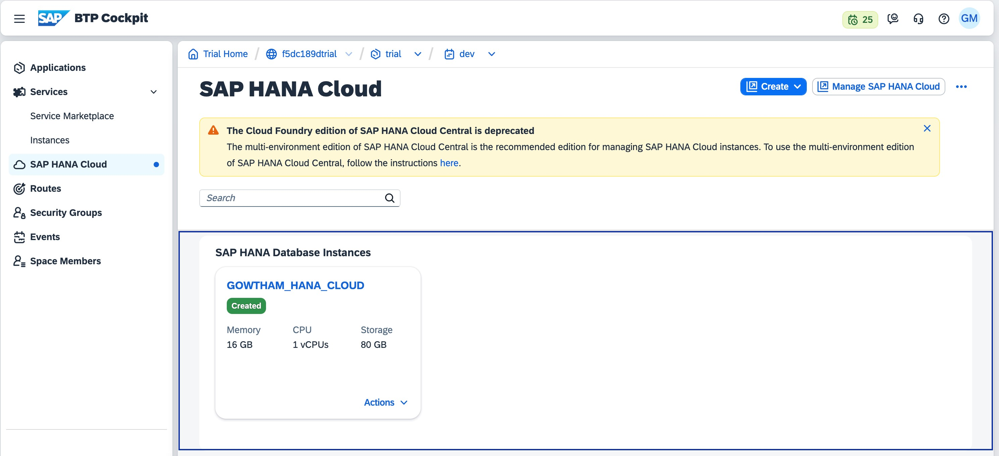 SAP BTP Cockpit
25
GM
Applications
Services
Service Marketplace
Instances
SAP HANA Cloud
Routes
Security Groups
Events
Space Members
Trial Home / f5dc189dtrial / trial / dev
SAP HANA Cloud
Create
Manage SAP HANA Cloud
The Cloud Foundry edition of SAP HANA Cloud Central is deprecated
The multi-environment edition of SAP HANA Cloud Central is the recommended edition for managing SAP HANA Cloud instances. To use the multi-environment edition
of SAP HANA Cloud Central, follow the instructions here.
Search
SAP HANA Database Instances
GOWTHAM_HANA_CLOUD
Created
Memory CPU Storage
16 GB 1 vCPUs 80 GB
Actions